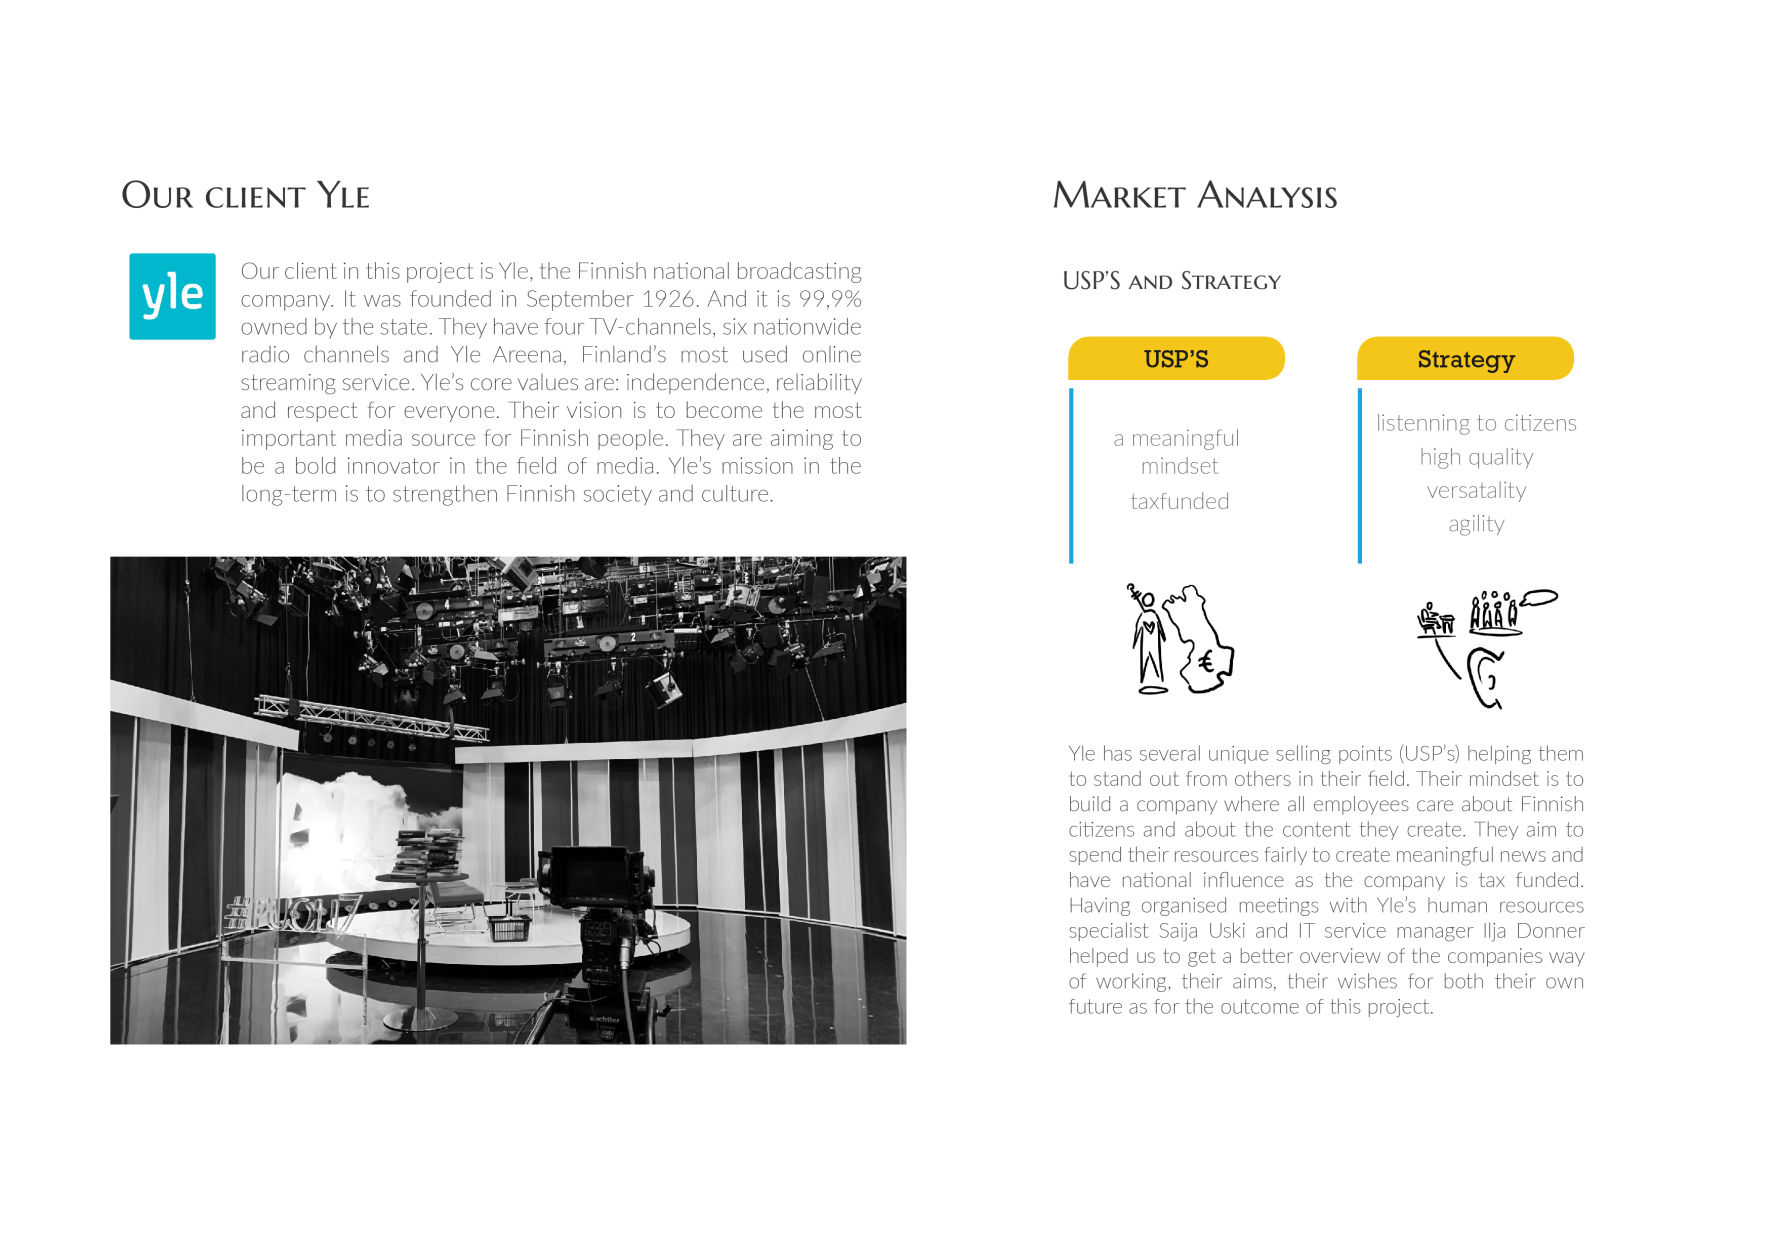 Our client Yle
yle
Our client in this project is Yle, the Finnish national broadcasting
company. It was founded in September 1926. And it is 99,9%
owned by the state. They have four TV-channels, six nationwide
radio channels and Yle Areena, Finland’s most used online
streaming service. Yle’s core values are: independence, reliability
and respect for everyone. Their vision is to become the most
important media source for Finnish people. They are aiming to
be a bold innovator in the field of media. Yle’s mission in the
long-term is to strengthen Finnish society and culture.
4
2
sachtler
Market Analysis
USP’S and Strategy
USP’S
a meaningful
mindset
taxfunded
Strategy
listenning to citizens
high quality
versatality
agility
€
Yle has several unique selling points (USP’s) helping them
to stand out from others in their field. Their mindset is to
build a company where all employees care about Finnish
citizens and about the content they create. They aim to
spend their resources fairly to create meaningful news and
have national influence as the company is tax funded.
Having organised meetings with Yle’s human resources
specialist Saija Uski and IT service manager Ilja Donner
helped us to get a better overview of the companies way
of working, their aims, their wishes for both their own
future as for the outcome of this project.